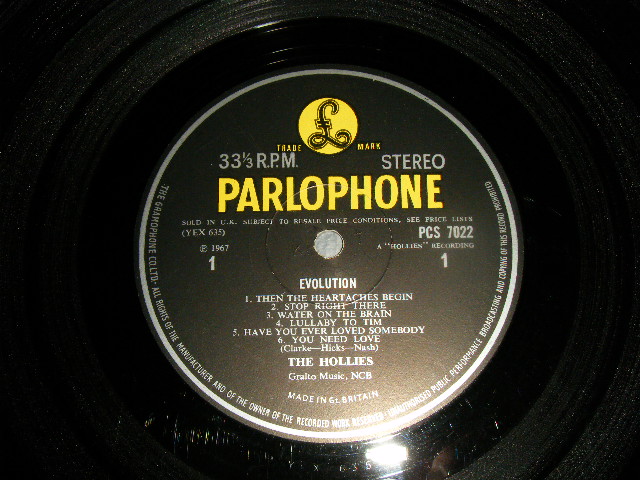 TRADE MARK
33⅓ R.P.M. STEREO
PARLOPHONE
SOLD IN U.K. SUBJECT TO RESALE PRICE CONDITIONS, SEE PRICE LISTS
(YEX 635) PCS 7022
℗ 1967 A "HOLLIES" RECORDING
1 1
EVOLUTION
1. THEN THE HEARTACHES BEGIN
2. STOP RIGHT THERE
3. WATER ON THE BRAIN
4. LULLABY TO TIM
5. HAVE YOU EVER LOVED SOMEBODY
6. YOU NEED LOVE
(Clarke—Hicks—Nash)
THE HOLLIES
Gralto Music, NCB
MADE IN Gt. BRITAIN
THE GRAMOPHONE CO. LTD. · ALL RIGHTS OF THE MANUFACTURER AND OF THE OWNER OF THE RECORDED WORK RESERVED · UNAUTHORISED PUBLIC PERFORMANCE BROADCASTING AND COPYING OF THIS RECORD PROHIBITED